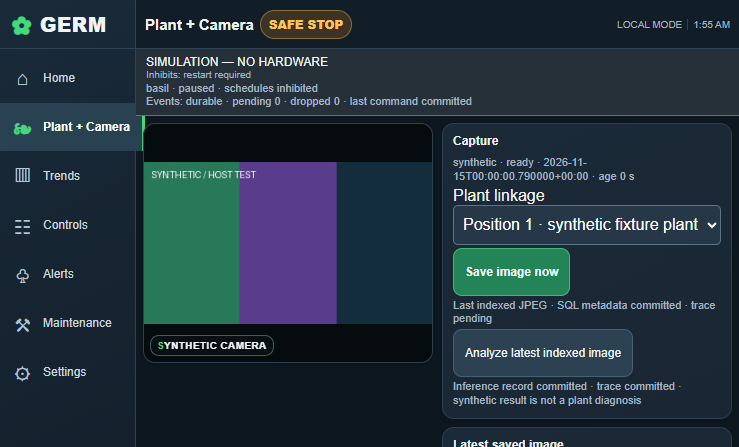 GERM
Plant + Camera
SAFE STOP
LOCAL MODE
1:55 AM
SIMULATION — NO HARDWARE
Inhibits: restart required
basil · paused · schedules inhibited
Events: durable · pending 0 · dropped 0 · last command committed
Home
Plant + Camera
Trends
Controls
Alerts
Maintenance
Settings
SYNTHETIC / HOST TEST
SYNTHETIC CAMERA
Capture
synthetic · ready · 2026-11-
15T00:00:00.790000+00:00 · age 0 s
Plant linkage
Position 1 · synthetic fixture plant
Save image now
Last indexed JPEG · SQL metadata committed · trace
pending
Analyze latest indexed image
Inference record committed · trace committed ·
synthetic result is not a plant diagnosis
Latest saved image